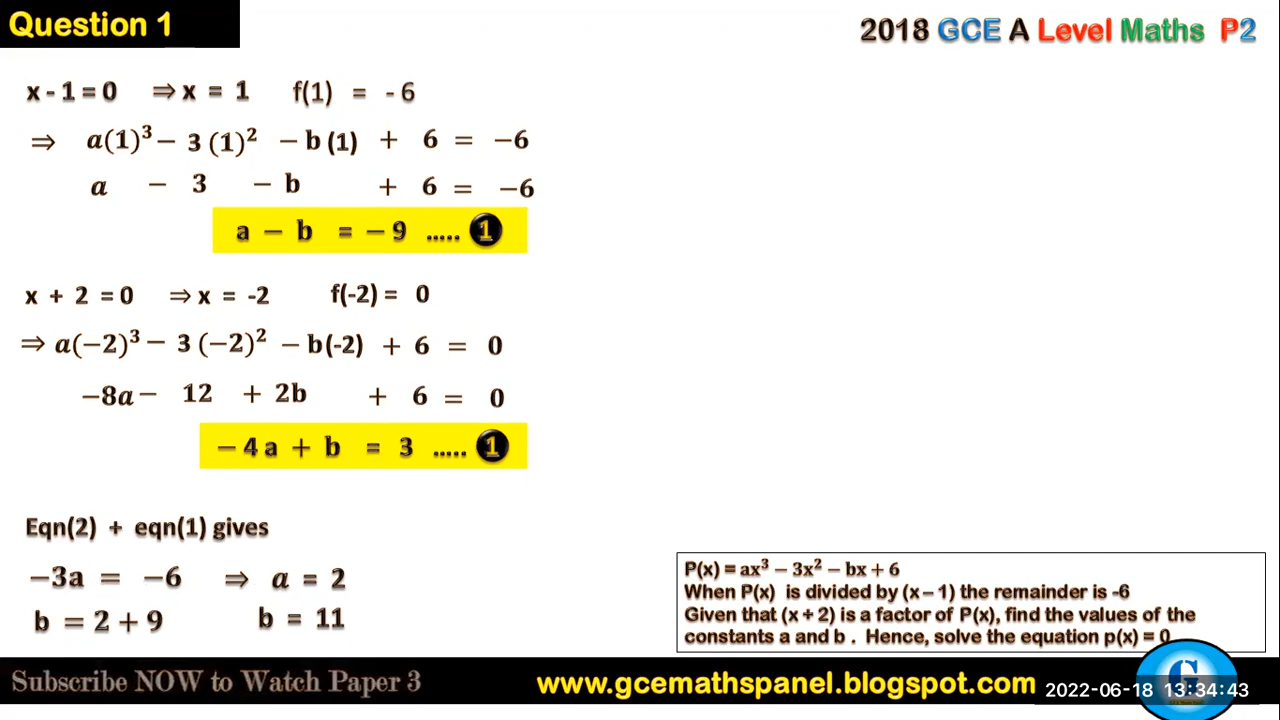 Question 1
2018 GCE A Level Maths P2
x - 1 = 0 ⇒ x = 1 f(1) = - 6
⇒ a(1)³ − 3 (1)² − b (1) + 6 = −6
a − 3 − b + 6 = −6
a − b = − 9 ..... ❶
x + 2 = 0 ⇒ x = -2 f(-2) = 0
⇒ a(−2)³ − 3 (−2)² − b(-2) + 6 = 0
−8a − 12 + 2b + 6 = 0
− 4 a + b = 3 ..... ❶
Eqn(2) + eqn(1) gives
−3a = −6 ⇒ a = 2
b = 2 + 9 b = 11
P(x) = ax³ − 3x² − bx + 6
When P(x) is divided by (x – 1) the remainder is -6
Given that (x + 2) is a factor of P(x), find the values of the
constants a and b . Hence, solve the equation p(x) = 0
Subscribe NOW to Watch Paper 3
www.gcemathspanel.blogspot.com
G
2022-06-18 13:34:43